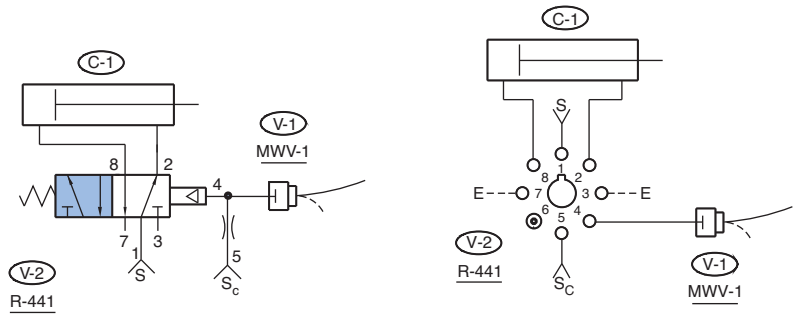 C-1
V-1
MWV-1
8 2
4
7 1 3
S
5
Sc
V-2
R-441
C-1
S
1
8 2
E 7 3 E
6 5 4
Sc
V-2
R-441
V-1
MWV-1